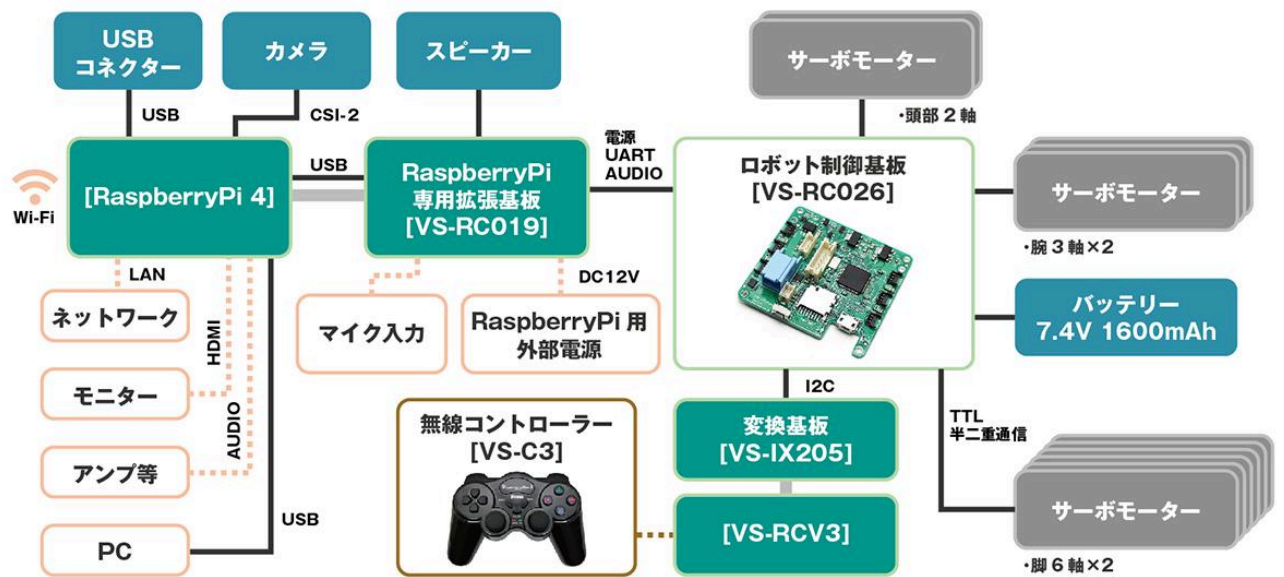 USB
コネクター
カメラ
スピーカー
サーボモーター
USB
CSI-2
・頭部 2 軸
電源
UART
AUDIO
Wi-Fi
[RaspberryPi 4]
USB
RaspberryPi
専用拡張基板
[VS-RC019]
ロボット制御基板
[VS-RC026]
サーボモーター
・腕 3 軸×2
LAN
DC12V
ネットワーク
マイク入力
RaspberryPi 用
外部電源
バッテリー
7.4V 1600mAh
HDMI
モニター
I2C
AUDIO
無線コントローラー
[VS-C3]
変換基板
[VS-IX205]
TTL
半二重通信
アンプ等
サーボモーター
USB
PC
[VS-RCV3]
・脚 6 軸×2